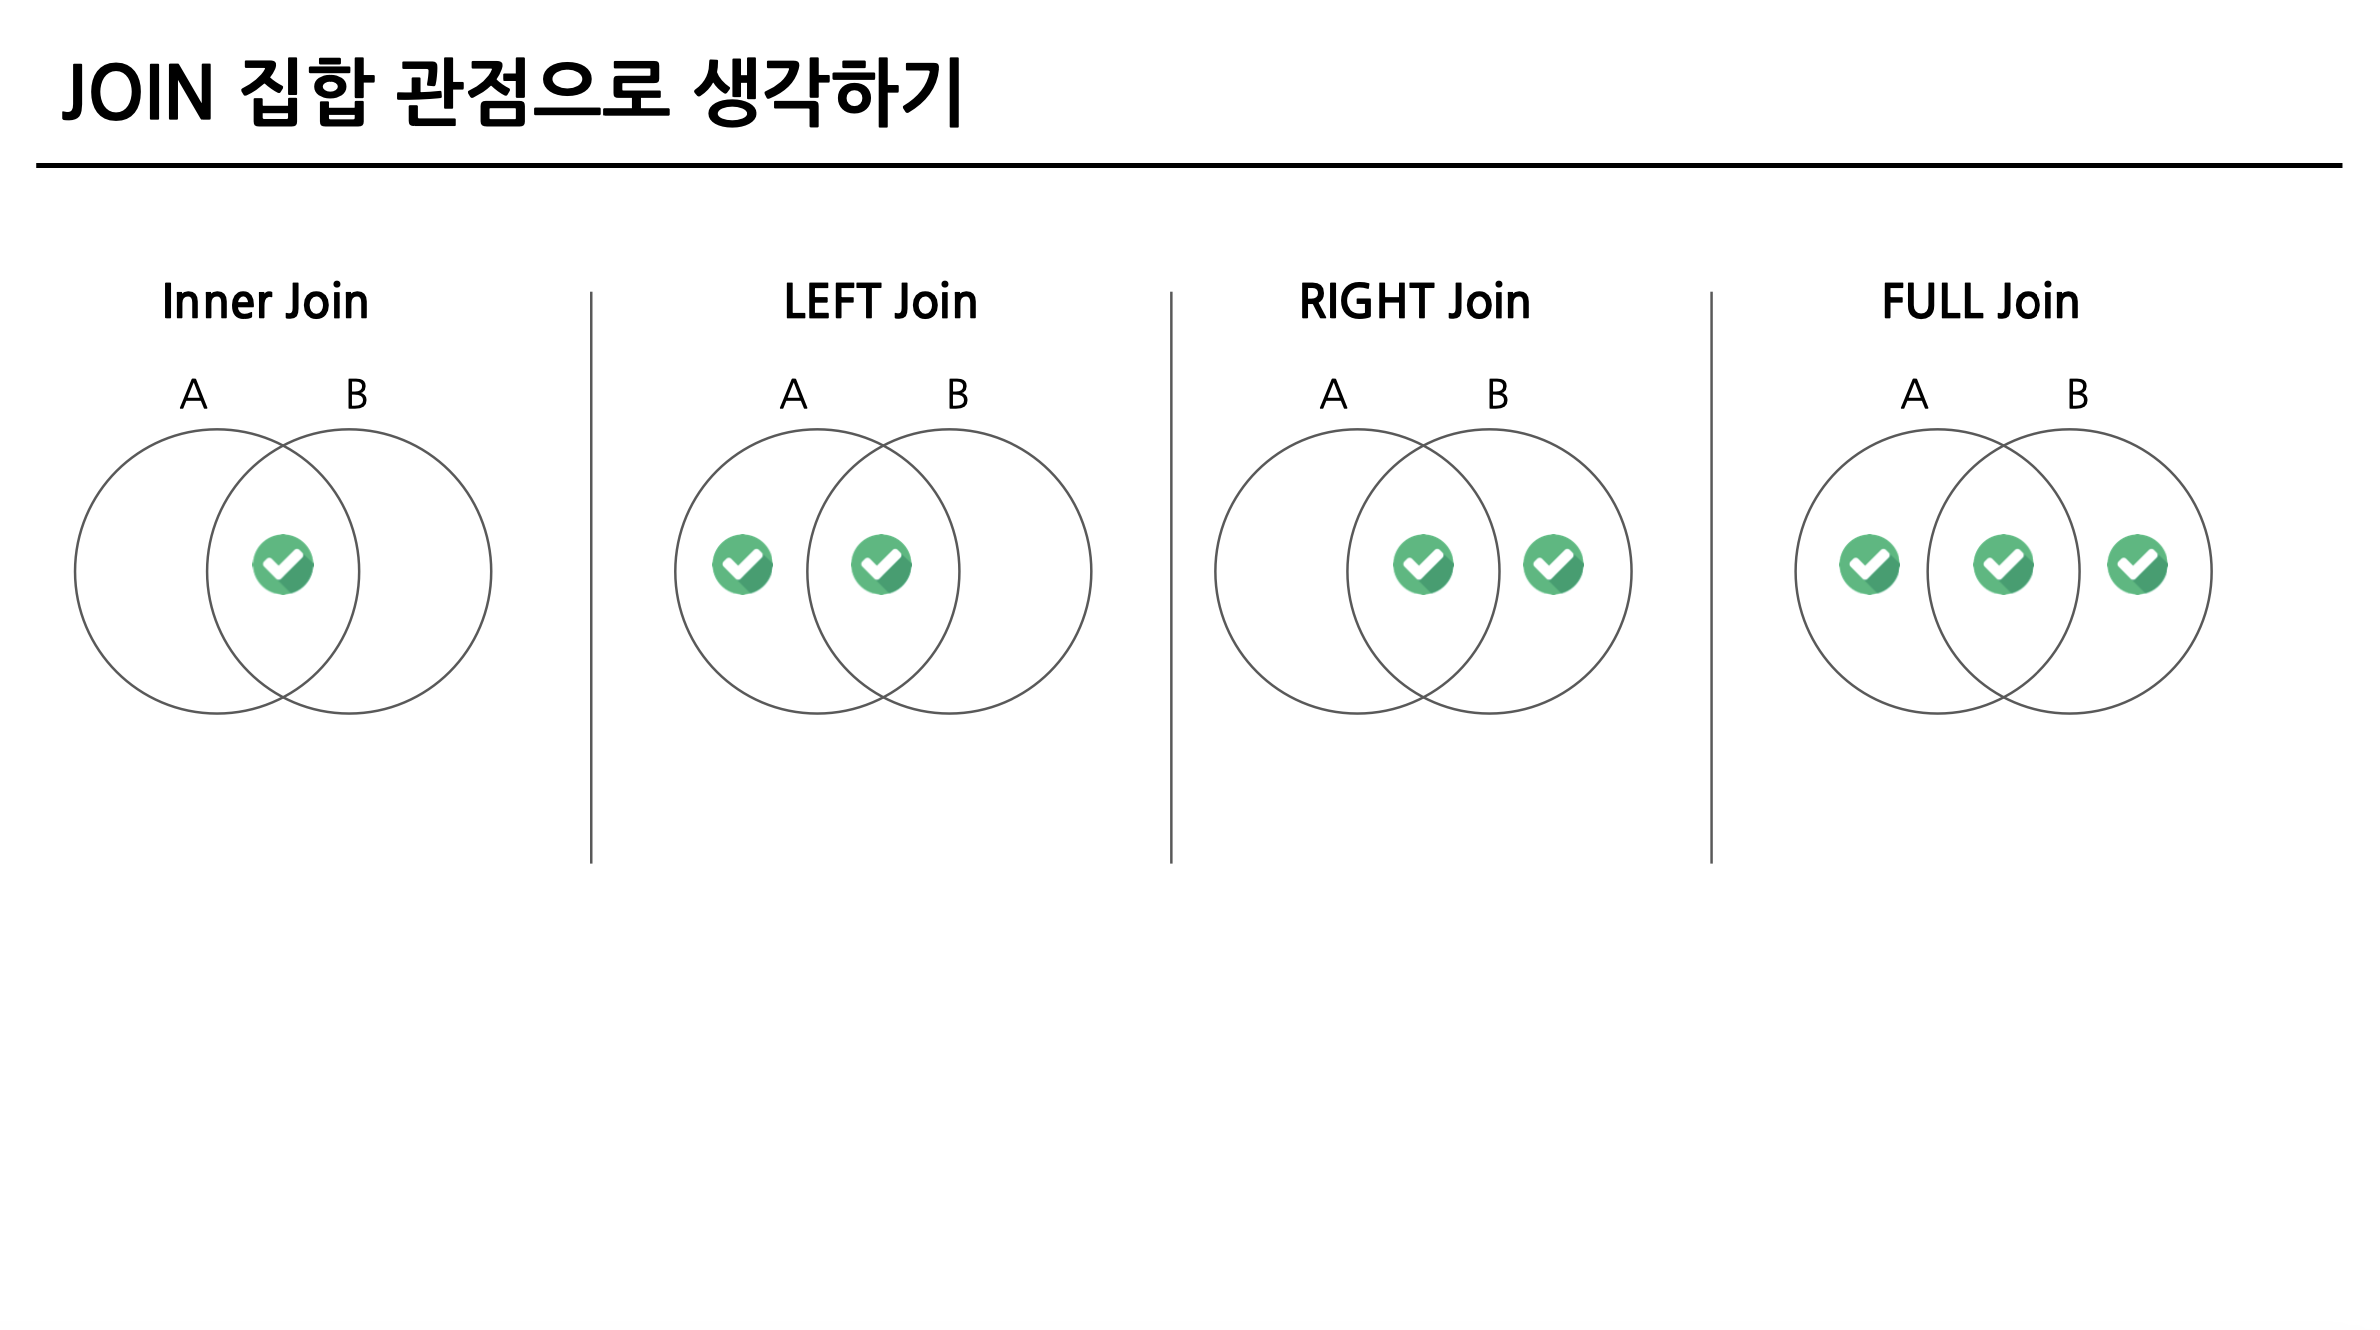 JOIN 집합 관점으로 생각하기
Inner Join
A B
LEFT Join
A B
RIGHT Join
A B
FULL Join
A B